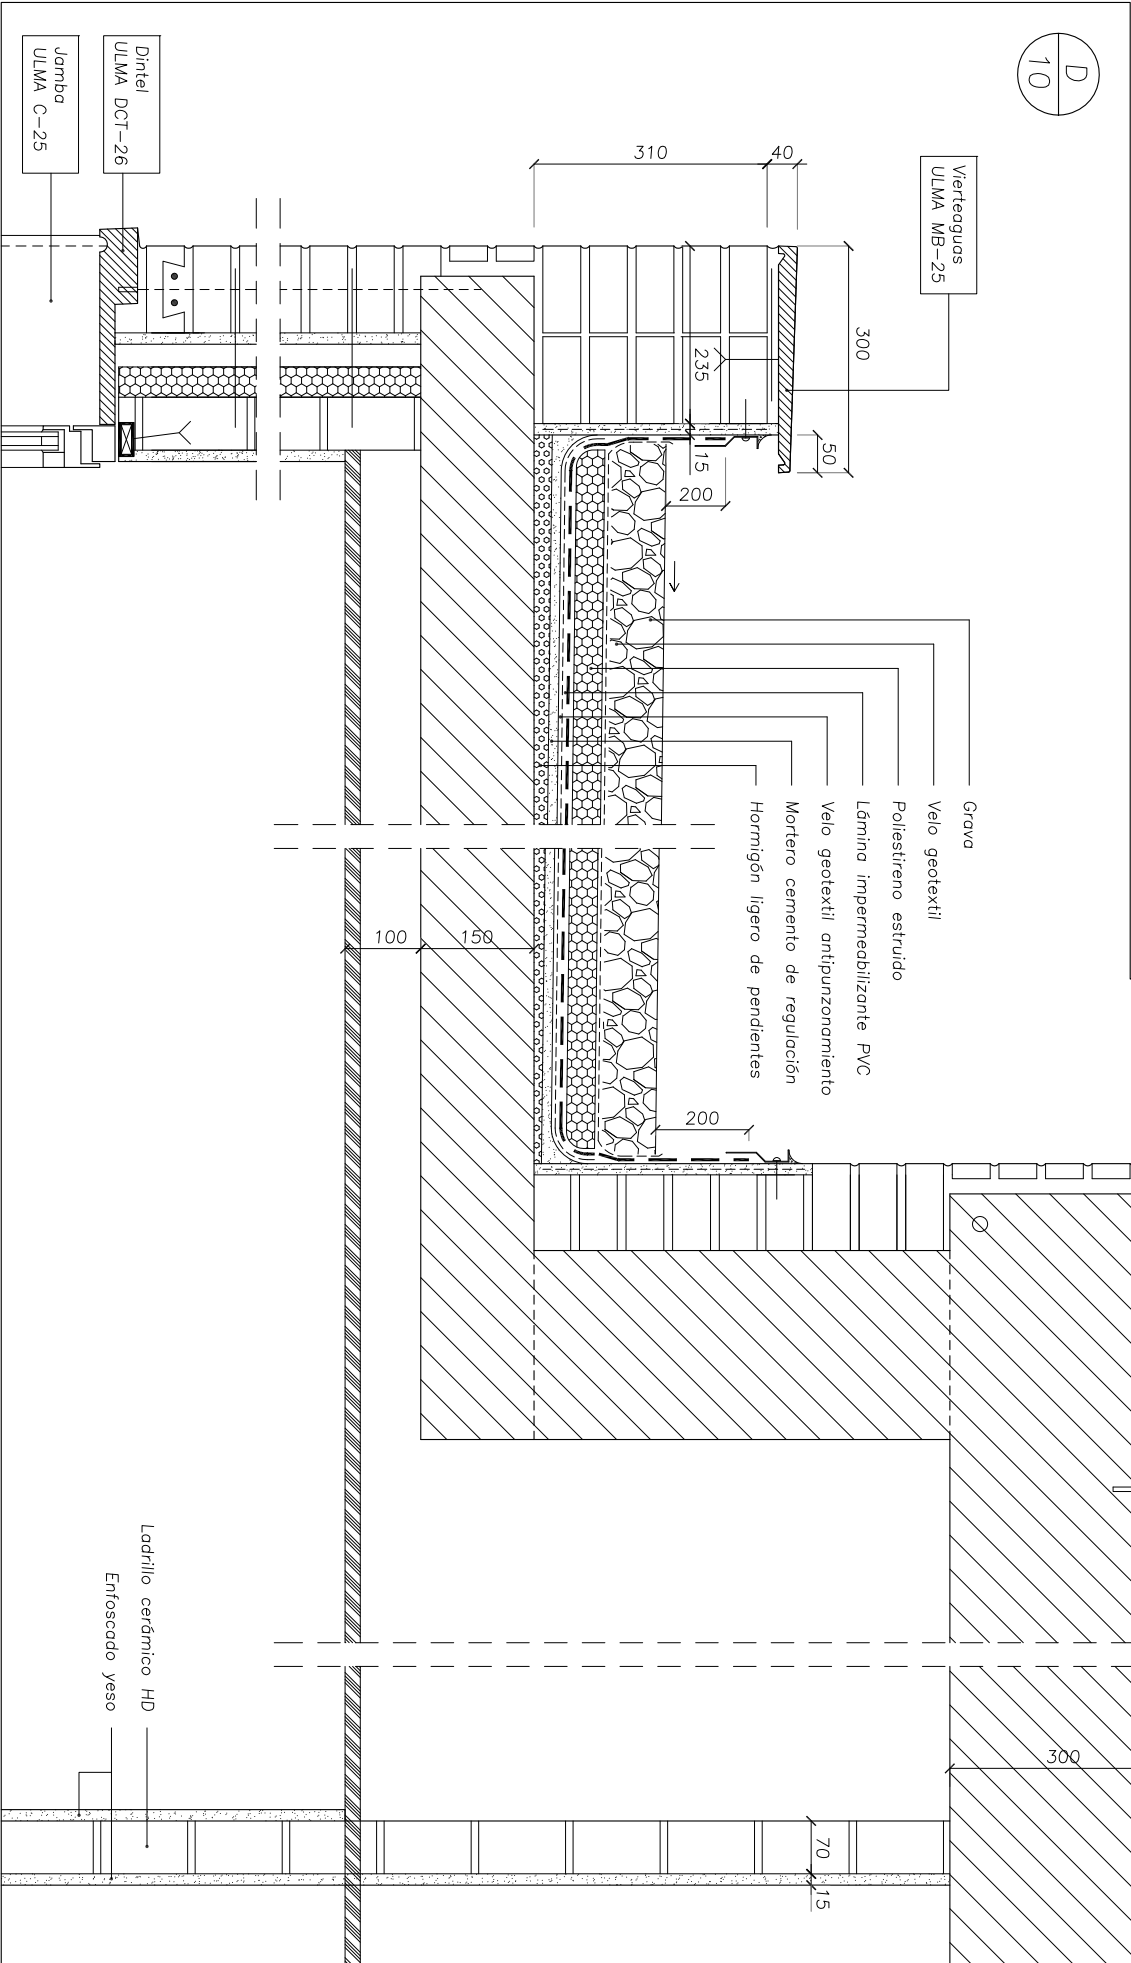 D
10
Vierteaguas
ULMA MB-25
300
50
40
310
235
15
200
Grava
Velo geotextil
Poliestireno estruido
Lámina impermeabilizante PVC
Velo geotextil antipunzonamiento
Mortero cemento de regulación
Hormigón ligero de pendientes
200
100
150
Dintel
ULMA DCT-26
Jamba
ULMA C-25
300
70
15
Ladrillo cerámico HD
Enfoscado yeso